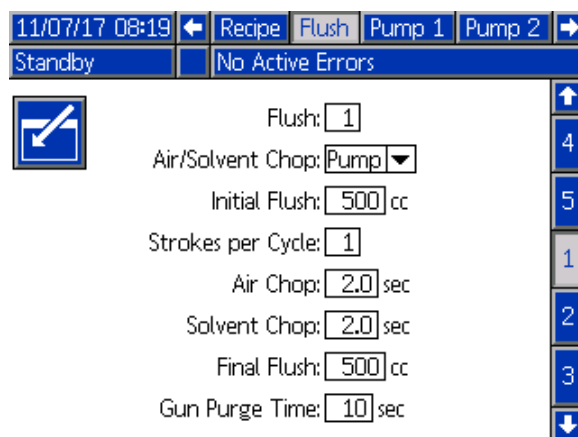 11/07/17 08:19 Recipe Flush Pump 1 Pump 2
Standby No Active Errors
Flush: 1
Air/Solvent Chop: Pump
Initial Flush: 500 cc
Strokes per Cycle: 1
Air Chop: 2.0 sec
Solvent Chop: 2.0 sec
Final Flush: 500 cc
Gun Purge Time: 10 sec
4
5
1
2
3